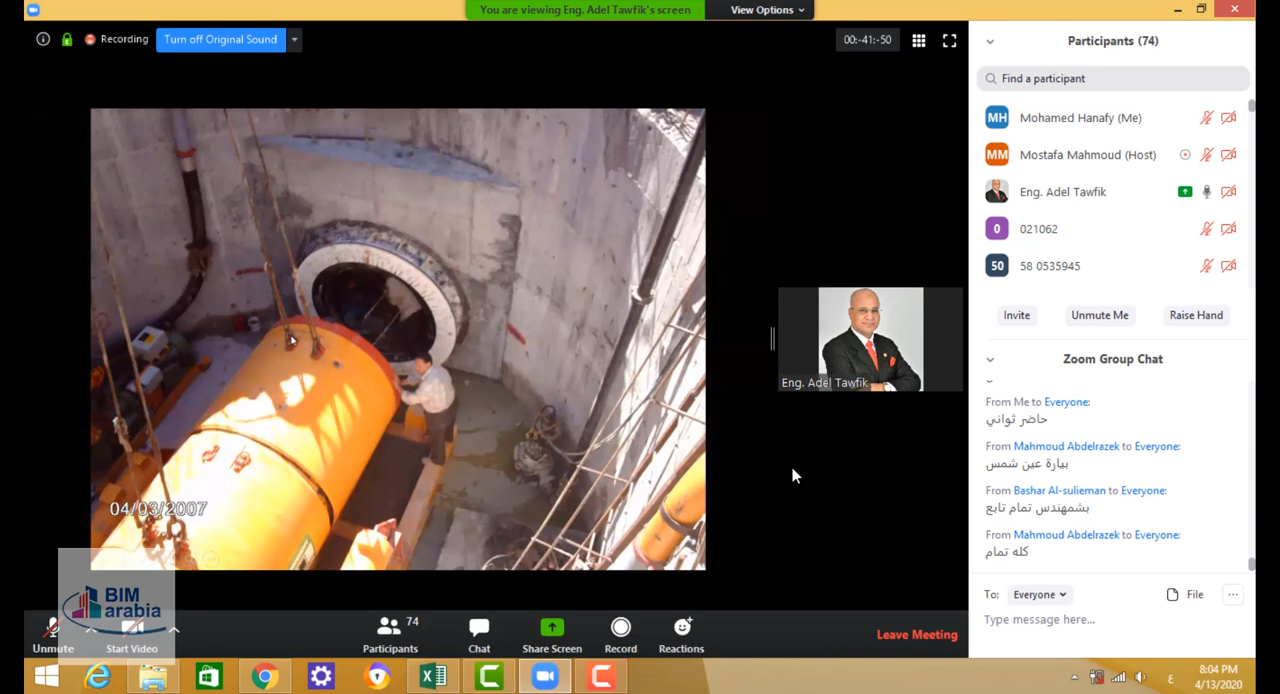 You are viewing Eng. Adel Tawfik's screen
View Options
Recording
Turn off Original Sound
00:-41:-50
Participants (74)
Find a participant
MH Mohamed Hanafy (Me)
MM Mostafa Mahmoud (Host)
Eng. Adel Tawfik
0 021062
50 58 0535945
Invite
Unmute Me
Raise Hand
Zoom Group Chat
From Me to Everyone:
حاضر ثواني
From Mahmoud Abdelrazek to Everyone:
بيارة عين شمس
From Bashar Al-sulieman to Everyone:
بشمهندس تمام تابع
From Mahmoud Abdelrazek to Everyone:
كله تمام
To: Everyone
File
Type message here...
Eng. Adel Tawfik
04/03/2007
BIM
arabia
Unmute
Start Video
Participants 74
Chat
Share Screen
Record
Reactions
Leave Meeting
ع
8:04 PM
4/13/2020